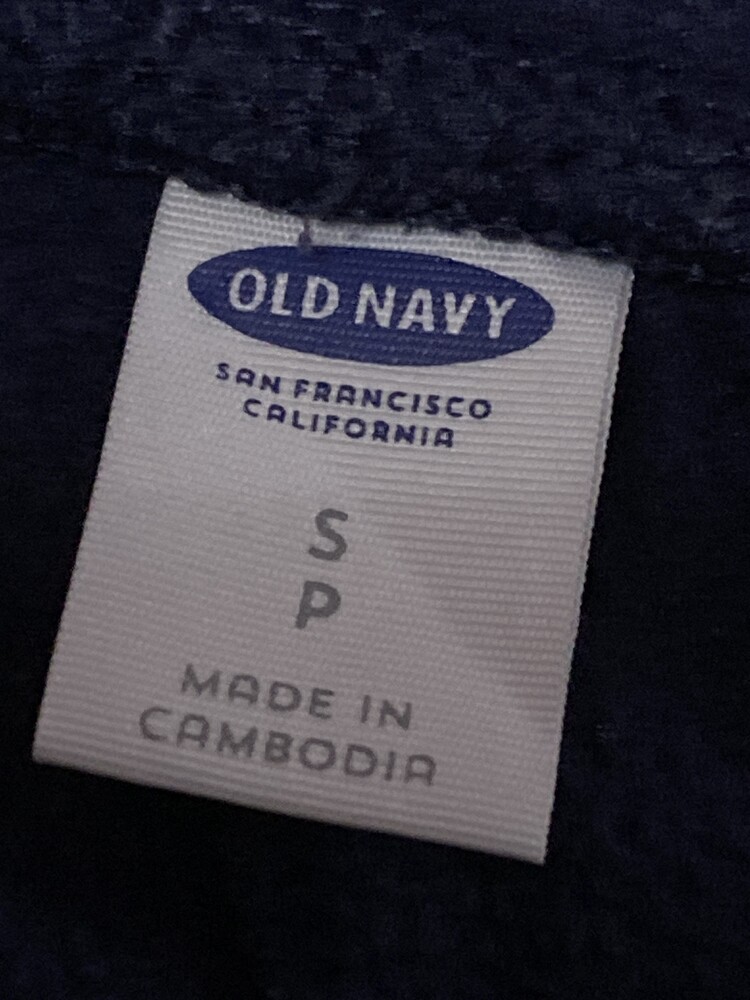 OLD NAVY
SAN FRANCISCO
CALIFORNIA
S
P
MADE IN
CAMBODIA